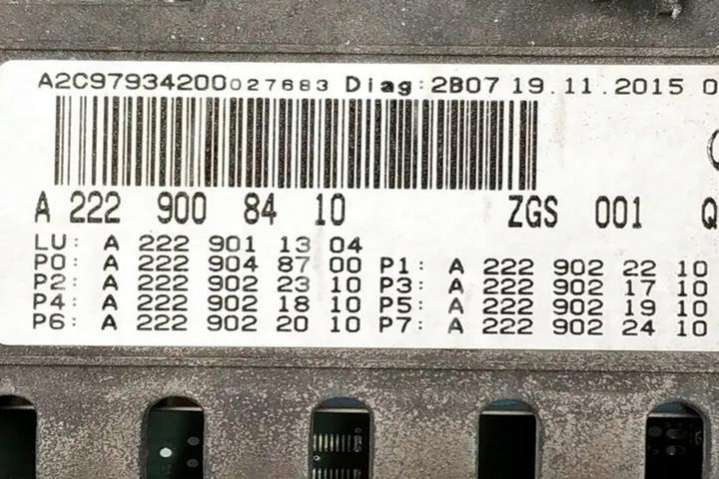 A2C97934200027683 Diag: 2B07 19.11.2015 0
A 222 900 84 10 ZGS 001 Q
LU: A 222 901 13 04
P0: A 222 904 87 00 P1: A 222 902 22 10
P2: A 222 902 23 10 P3: A 222 902 17 10
P4: A 222 902 18 10 P5: A 222 902 19 10
P6: A 222 902 20 10 P7: A 222 902 24 10